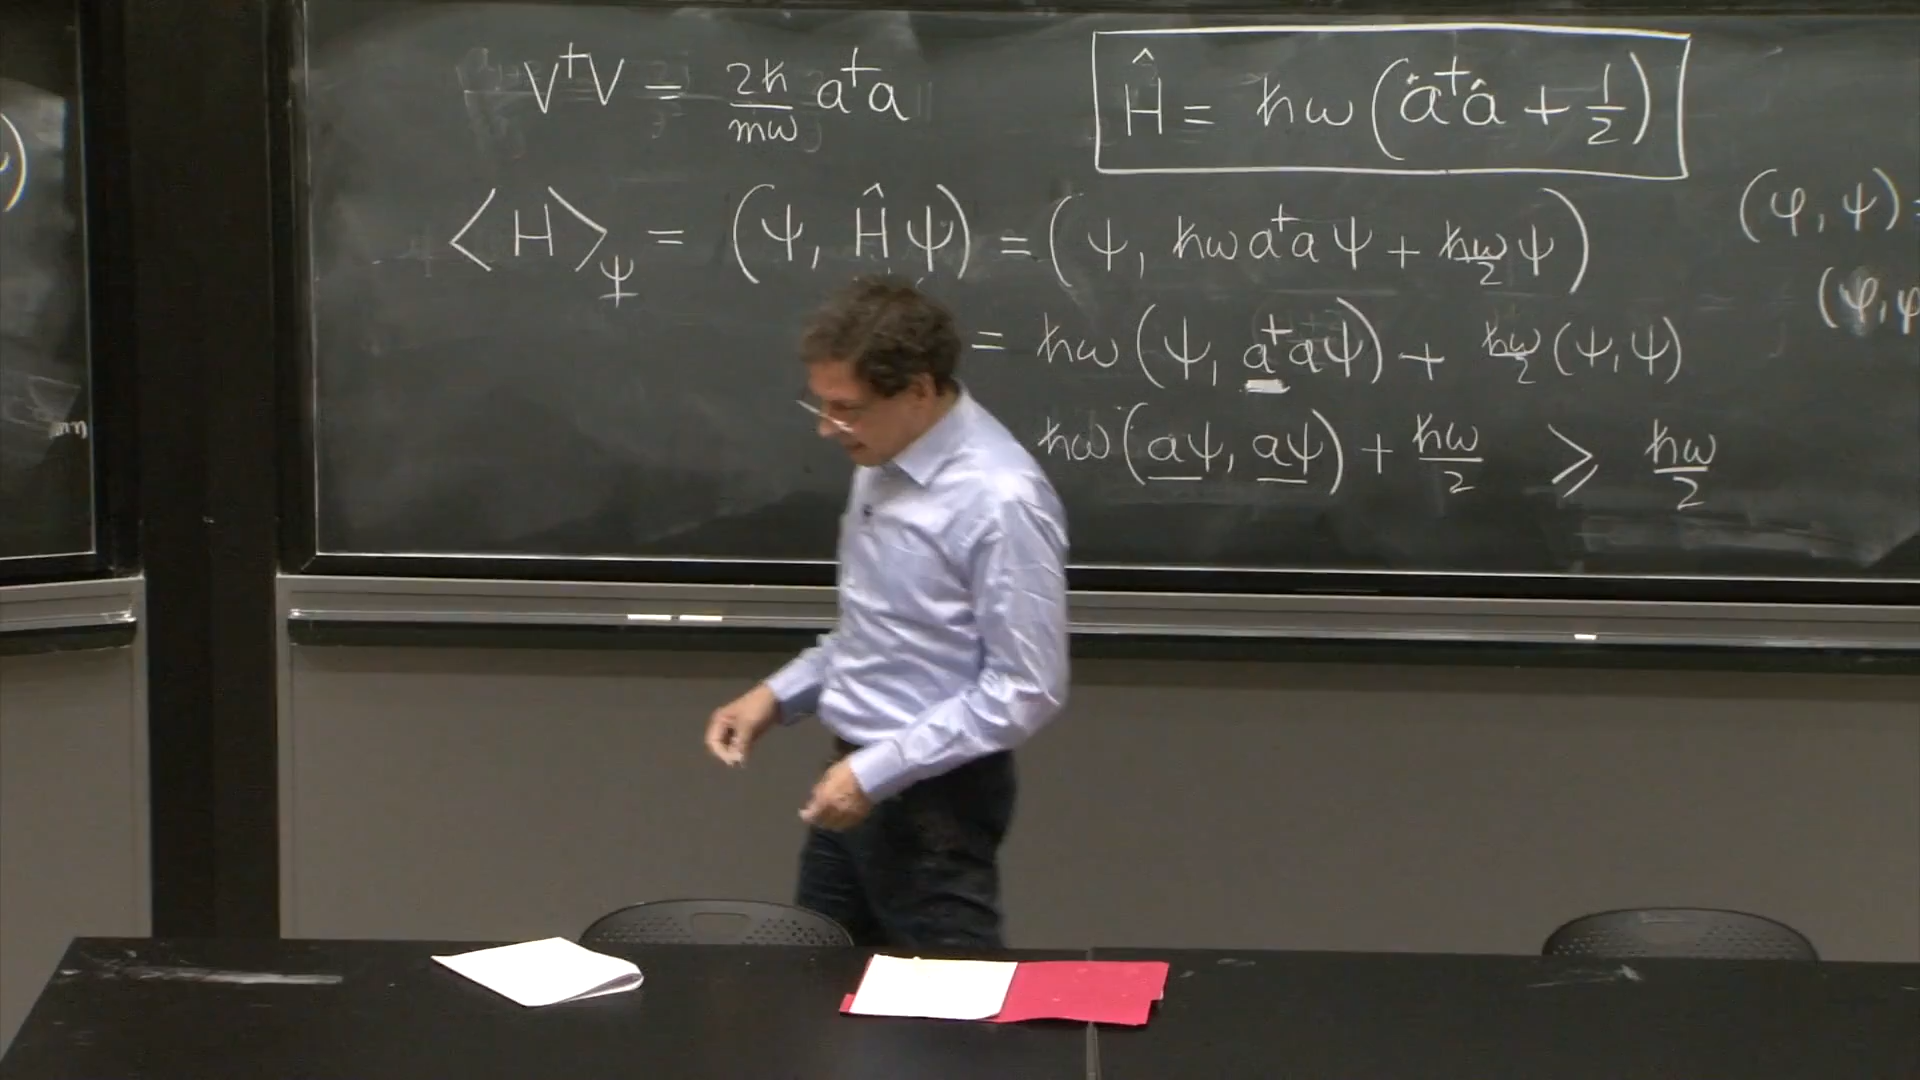 )
V†V = 2ħ/mω a†a
Ĥ = ħω(â†â + 1/2)
⟨H⟩_ψ = (ψ, Ĥψ) = (ψ, ħω a†a ψ + ħω/2 ψ)
= ħω(ψ, a†aψ) + ħω/2 (ψ,ψ)
ħω(aψ, aψ) + ħω/2 ⩾ ħω/2
(φ, ψ) =
(φ,φ